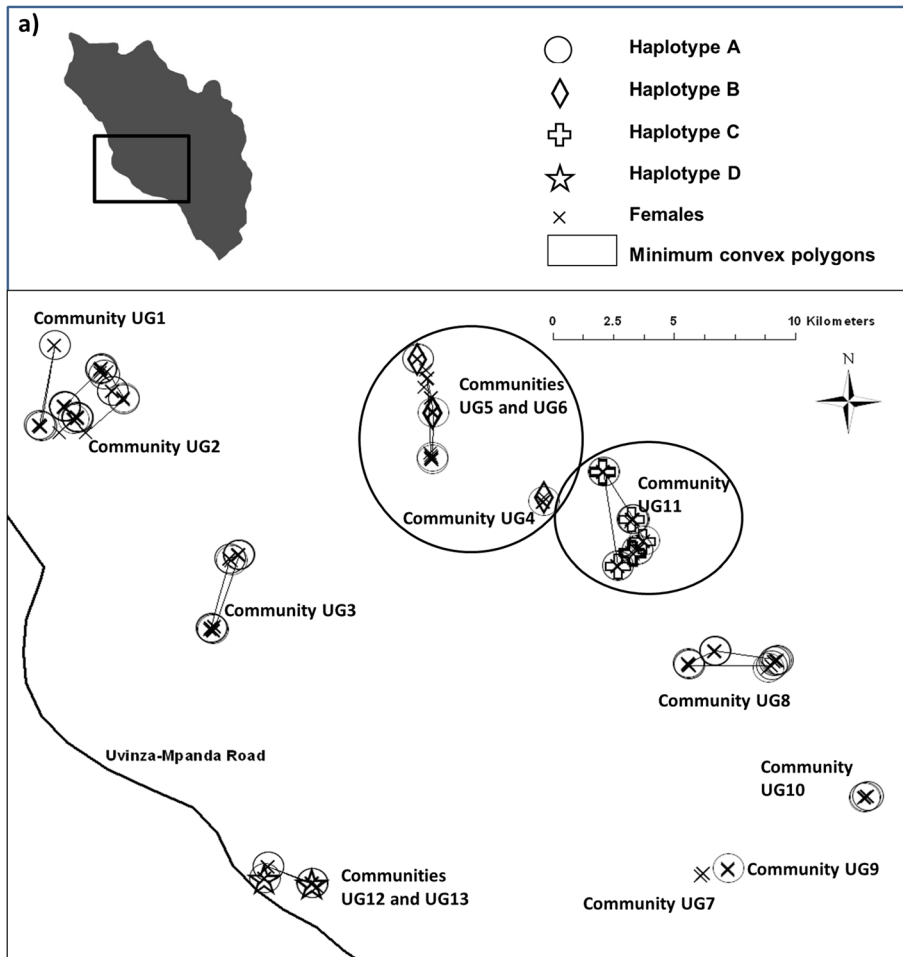 a)
Haplotype A
Haplotype B
Haplotype C
Haplotype D
Females
Minimum convex polygons
Community UG1
0 2.5 5 10 Kilometers
N
Communities
UG5 and UG6
Community UG2
Community
UG11
Community UG4
Community UG3
Community UG8
Uvinza-Mpanda Road
Community
UG10
Communities
UG12 and UG13
Community UG9
Community UG7